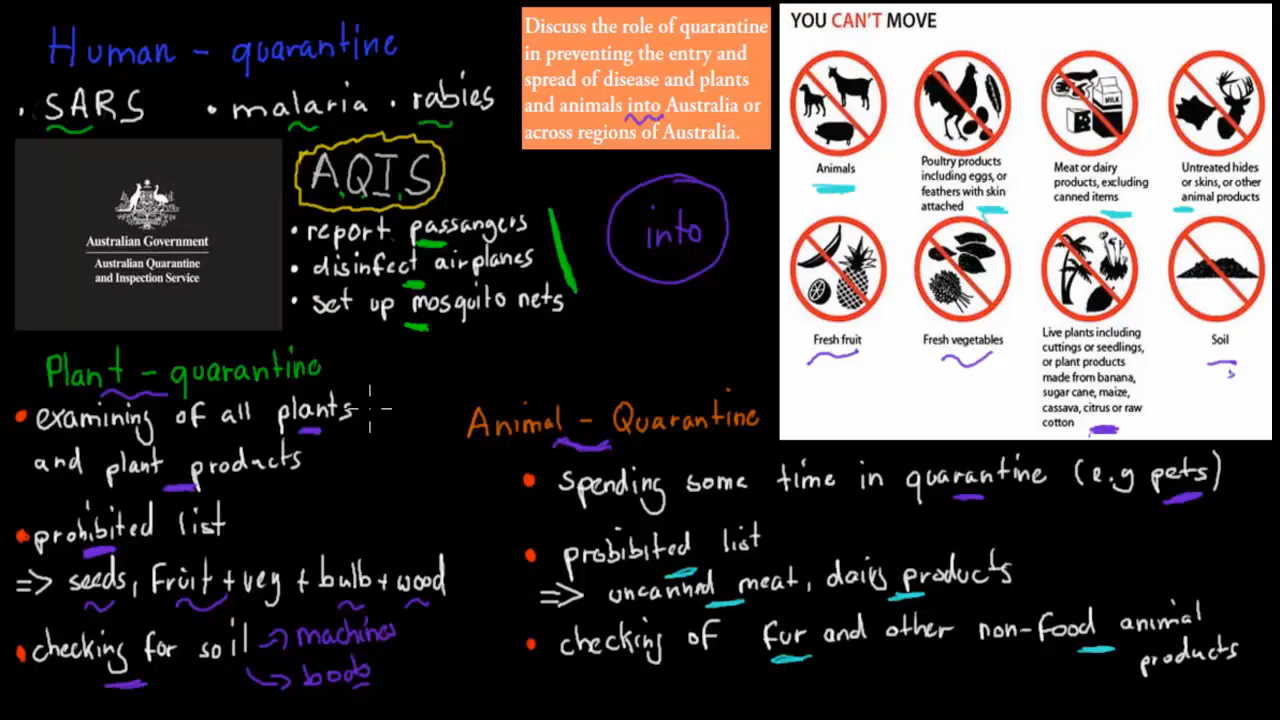 Human - quarantine
• SARS • malaria • rabies
Discuss the role of quarantine
in preventing the entry and
spread of disease and plants
and animals into Australia or
across regions of Australia.
Australian Government
Australian Quarantine
and Inspection Service
AQIS
• report passangers
• disinfect airplanes
• set up mosquito nets
into
YOU CAN'T MOVE
Animals
Poultry products
including eggs, or
feathers with skin
attached
MILK
Meat or dairy
products, excluding
canned items
Untreated hides
or skins, or other
animal products
Fresh fruit
Fresh vegetables
Live plants including
cuttings or seedlings,
or plant products
made from banana,
sugar cane, maize,
cassava, citrus or raw
cotton
Soil
Plant - quarantine
• examining of all plants
and plant products
• prohibited list
=> seeds, fruit + veg + bulb + wood
• checking for soil → machines
→ boob
Animal - Quarantine
• spending some time in quarantine (e.g pets)
• prohibited list
=> uncanned meat, dairy products
• checking of fur and other non-food animal
products